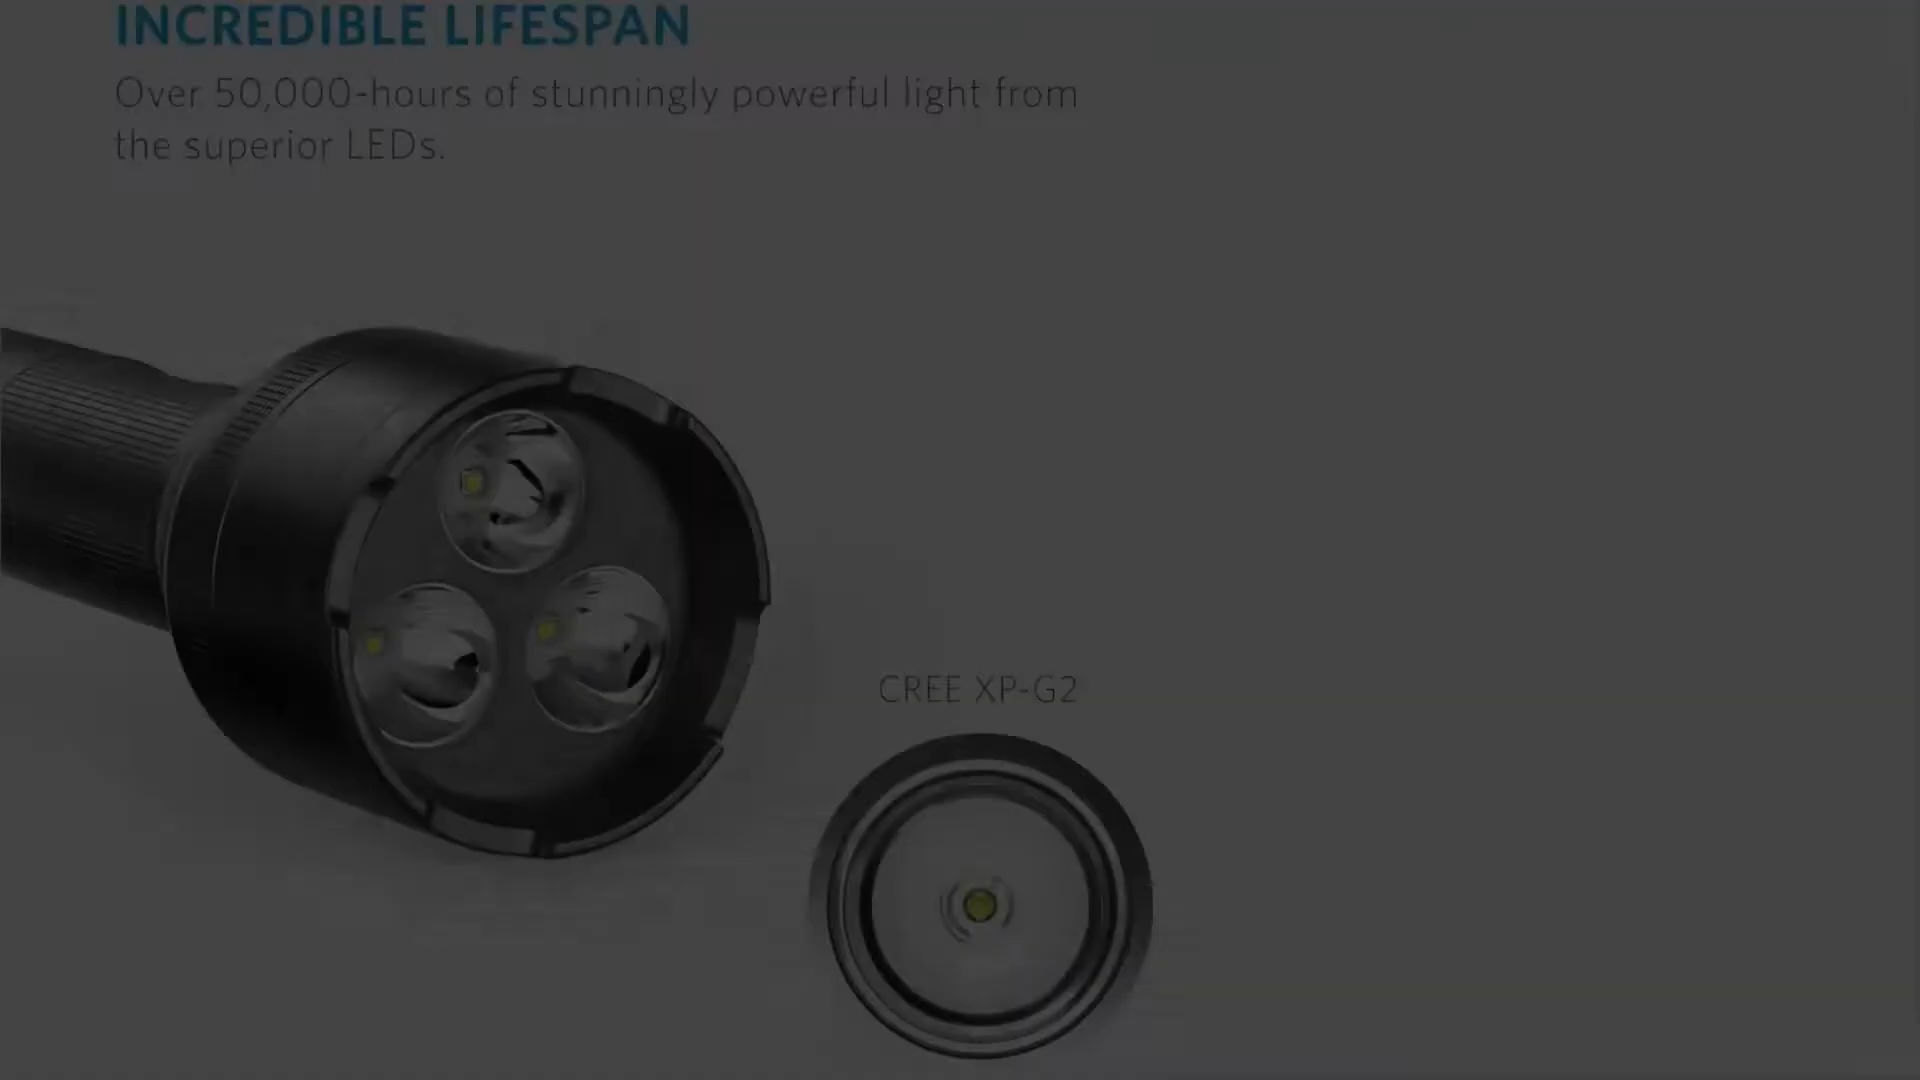 INCREDIBLE LIFESPAN
Over 50,000-hours of stunningly powerful light from
the superior LEDs.
CREE XP-G2